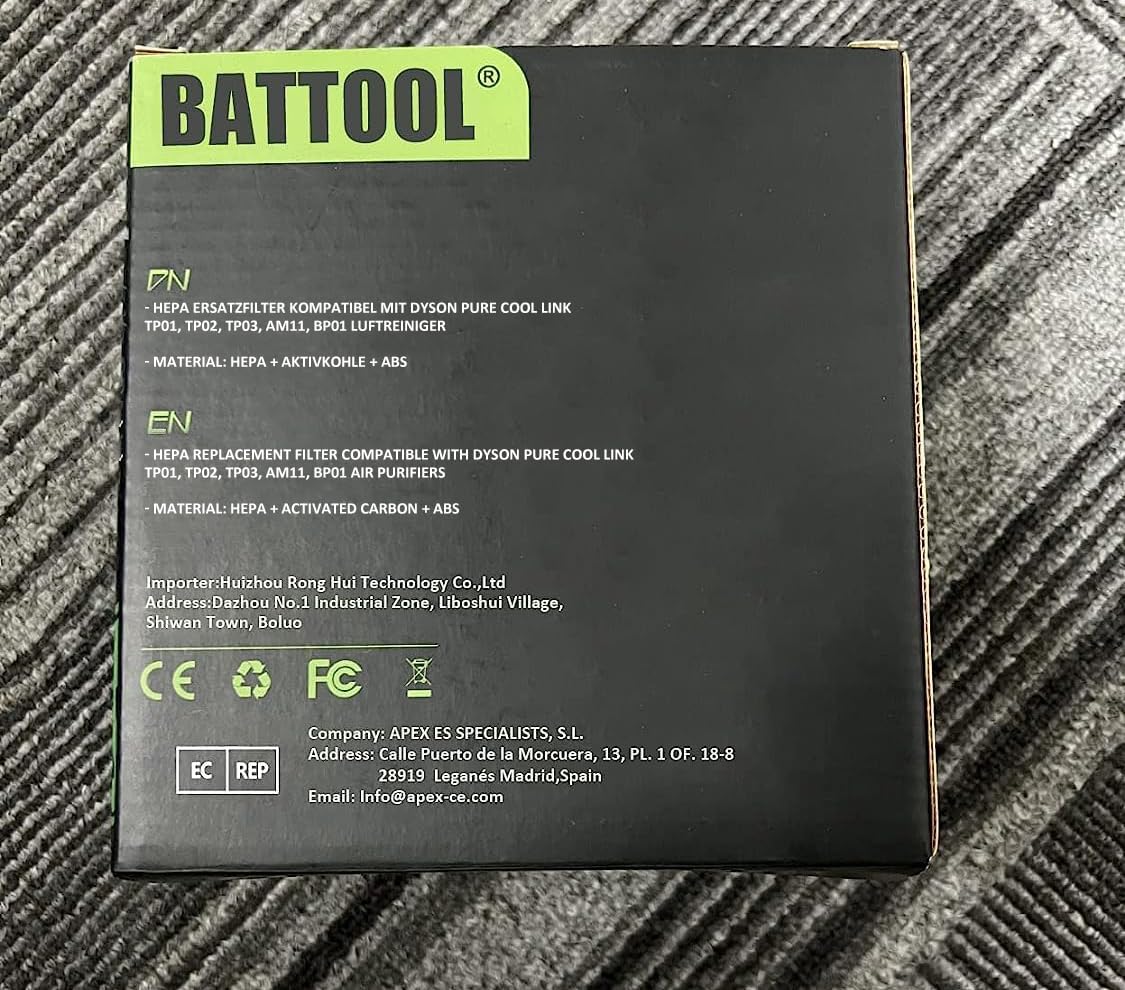 BATTOOL®
DN
- HEPA ERSATZFILTER KOMPATIBEL MIT DYSON PURE COOL LINK
TP01, TP02, TP03, AM11, BP01 LUFTREINIGER
- MATERIAL: HEPA + AKTIVKOHLE + ABS
EN
- HEPA REPLACEMENT FILTER COMPATIBLE WITH DYSON PURE COOL LINK
TP01, TP02, TP03, AM11, BP01 AIR PURIFIERS
- MATERIAL: HEPA + ACTIVATED CARBON + ABS
Importer:Huizhou Rong Hui Technology Co.,Ltd
Address:Dazhou No.1 Industrial Zone, Liboshui Village,
Shiwan Town, Boluo
CE FC
EC REP
Company: APEX ES SPECIALISTS, S.L.
Address: Calle Puerto de la Morcuera, 13, PL. 1 OF. 18-8
28919 Leganés Madrid,Spain
Email: Info@apex-ce.com